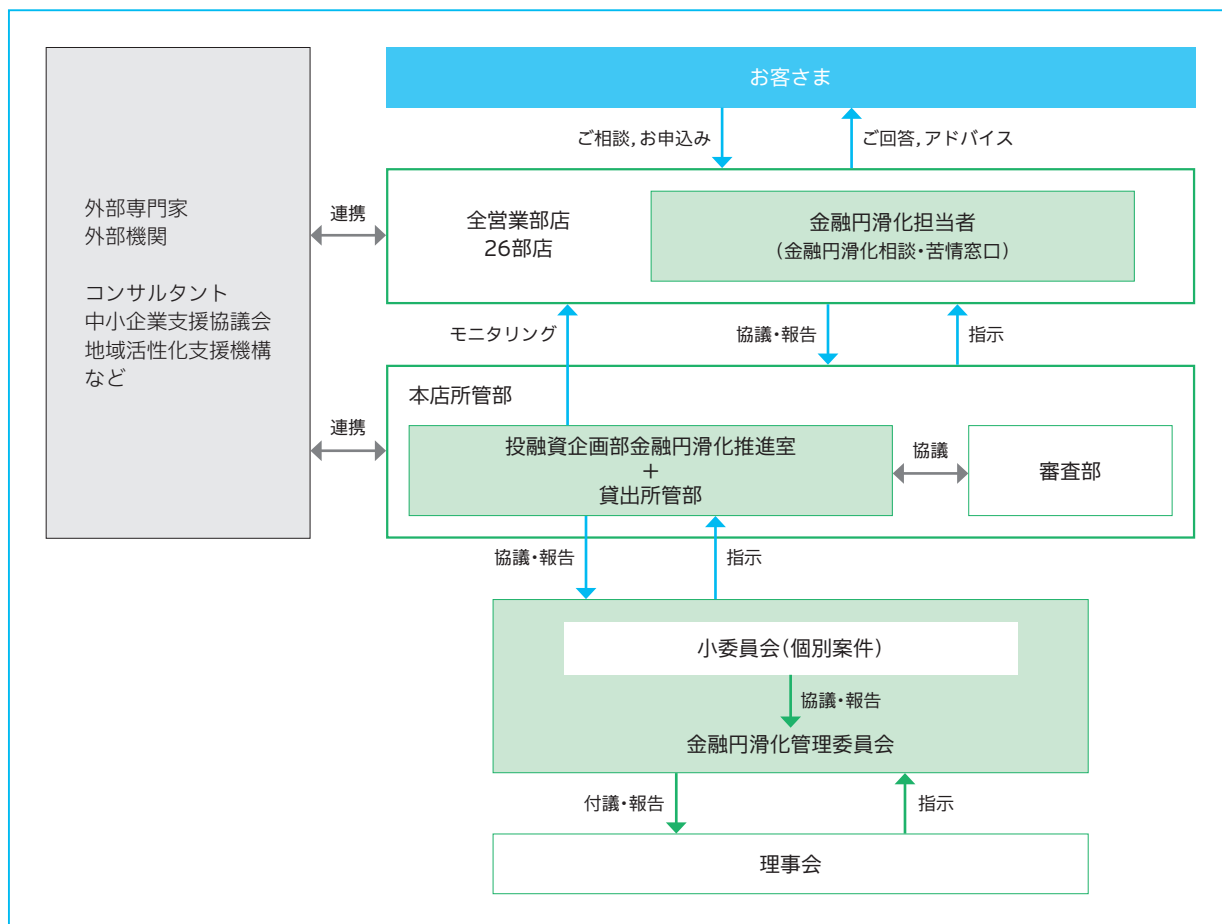 お客さま
ご相談,お申込み
ご回答,アドバイス
外部専門家
外部機関
コンサルタント
中小企業支援協議会
地域活性化支援機構
など
連携
全営業部店
26部店
金融円滑化担当者
(金融円滑化相談・苦情窓口)
モニタリング
協議・報告
指示
本店所管部
連携
投融資企画部金融円滑化推進室
+
貸出所管部
協議
審査部
協議・報告
指示
小委員会(個別案件)
協議・報告
金融円滑化管理委員会
付議・報告
指示
理事会